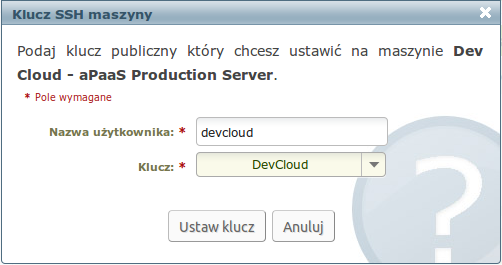 Klucz SSH maszyny
Podaj klucz publiczny który chcesz ustawić na maszynie Dev
Cloud - aPaaS Production Server.
* Pole wymagane
Nazwa użytkownika: * devcloud
Klucz: * DevCloud
Ustaw klucz Anuluj